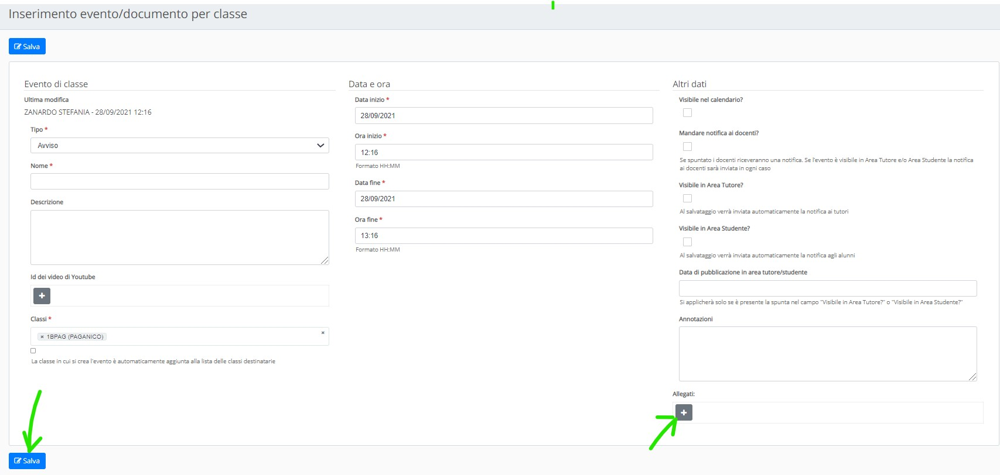 Inserimento evento/documento per classe
Salva
Evento di classe
Ultima modifica
ZANARDO STEFANIA - 28/09/2021 12:16
Tipo *
Avviso
Nome *
Descrizione
Id dei video di Youtube
+
Classi *
× 1BPAG (PAGANICO) ×
La classe in cui si crea l'evento è automaticamente aggiunta alla lista delle classi destinatarie
Data e ora
Data inizio *
28/09/2021
Ora inizio *
12:16
Formato HH:MM
Data fine *
28/09/2021
Ora fine *
13:16
Formato HH:MM
Altri dati
Visibile nel calendario?
Mandare notifica ai docenti?
Se spuntato i docenti riceveranno una notifica. Se l'evento è visibile in Area Tutore e/o Area Studente la notifica
ai docenti sarà inviata in ogni caso
Visibile in Area Tutore?
Al salvataggio verrà inviata automaticamente la notifica ai tutori
Visibile in Area Studente?
Al salvataggio verrà inviata automaticamente la notifica agli alunni
Data di pubblicazione in area tutore/studente
Si applicherà solo se è presente la spunta nel campo "Visibile in Area Tutore?" o "Visibile in Area Studente?"
Annotazioni
Allegati:
+
Salva